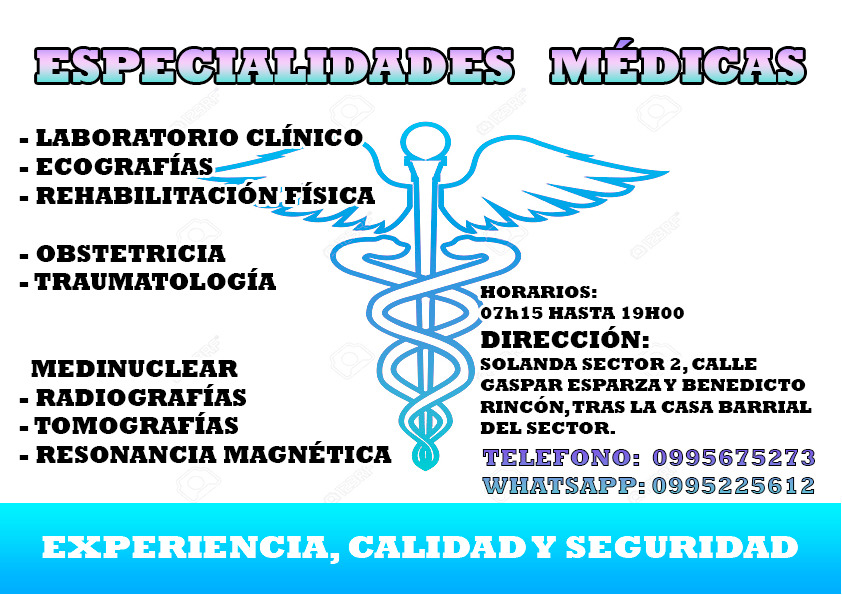 ESPECIALIDADES MÉDICAS
- LABORATORIO CLÍNICO
- ECOGRAFÍAS
- REHABILITACIÓN FÍSICA
- OBSTETRICIA
- TRAUMATOLOGÍA
MEDINUCLEAR
- RADIOGRAFÍAS
- TOMOGRAFÍAS
- RESONANCIA MAGNÉTICA
HORARIOS:
07h15 HASTA 19H00
DIRECCIÓN:
SOLANDA SECTOR 2, CALLE
GASPAR ESPARZA Y BENEDICTO
RINCÓN, TRAS LA CASA BARRIAL
DEL SECTOR.
TELEFONO: 0995675273
WHATSAPP: 0995225612
EXPERIENCIA, CALIDAD Y SEGURIDAD